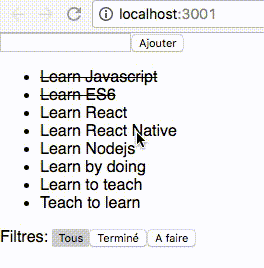 localhost:3001
Ajouter
Learn Javascript
Learn ES6
Learn React
Learn React Native
Learn Nodejs
Learn by doing
Learn to teach
Teach to learn
Filtres: Tous Terminé A faire